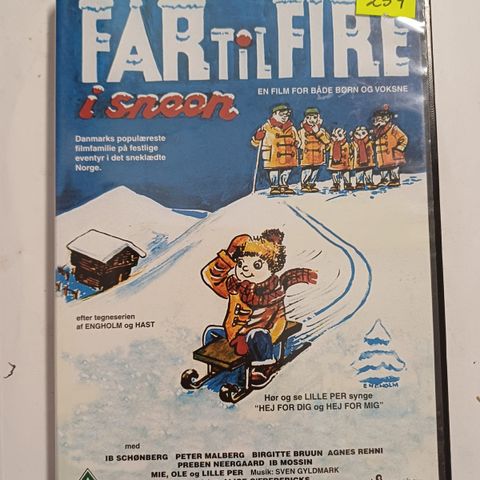 FAR TIL FIRE
i sneen
EN FILM FOR BÅDE BØRN OG VOKSNE
Danmarks populæreste
filmfamilie på festlige
eventyr i det sneklædte
Norge.
efter tegneserien
af ENGHOLM og HAST
ENGHOLM
Hør og se LILLE PER synge
"HEJ FOR DIG og HEJ FOR MIG"
IB SCHØNBERG PETER MALBERG BIRGITTE BRUUN AGNES REHNI
PREBEN NEERGAARD IB MOSSIN
MIE, OLE og LILLE PER Musik: SVEN GYLDMARK